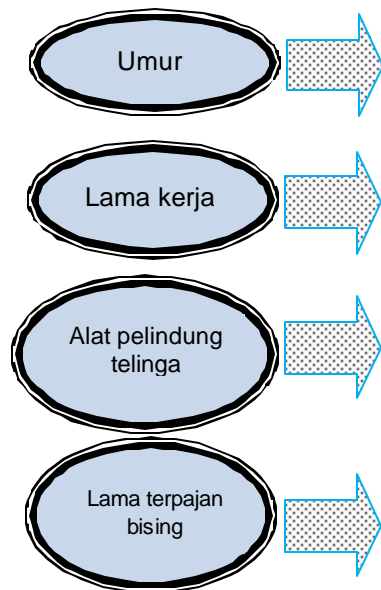 Umur
Lama kerja
Alat pelindung
telinga
Lama terpajan
bising